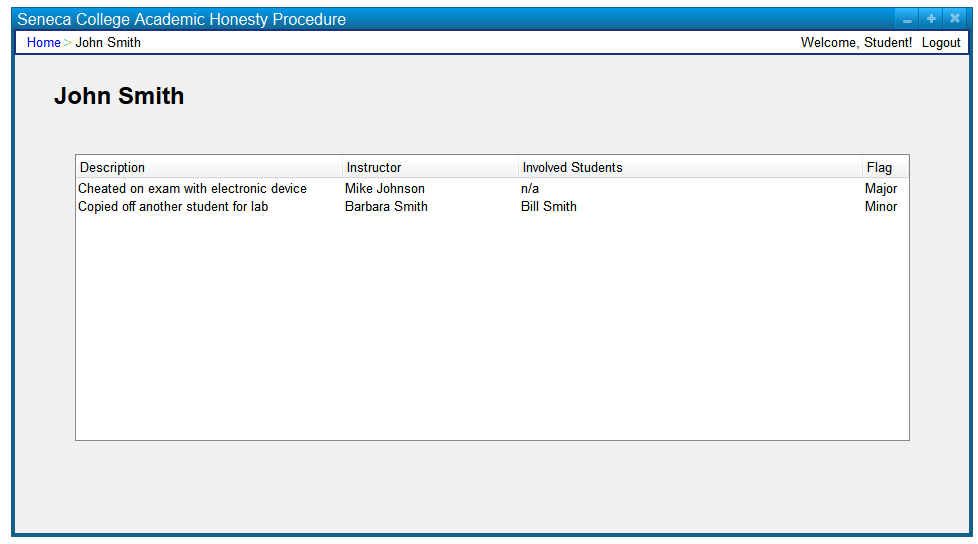 Seneca College Academic Honesty Procedure
Home > John Smith Welcome, Student! Logout
John Smith
Description Instructor Involved Students Flag
Cheated on exam with electronic device Mike Johnson n/a Major
Copied off another student for lab Barbara Smith Bill Smith Minor